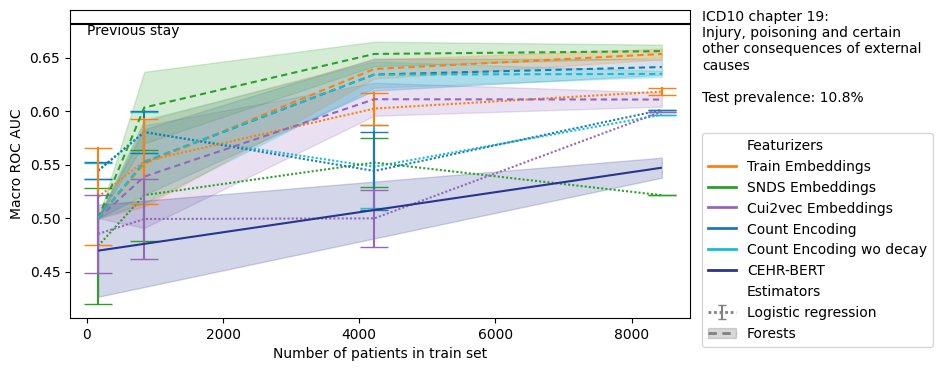 ICD10 chapter 19:
Injury, poisoning and certain
other consequences of external
causes
Test prevalence: 10.8%
Previous stay
Macro ROC AUC
0.65
0.60
0.55
0.50
0.45
0
2000
4000
6000
8000
Number of patients in train set
Featurizers
Train Embeddings
SNDS Embeddings
Cui2vec Embeddings
Count Encoding
Count Encoding wo decay
CEHR-BERT
Estimators
Logistic regression
Forests